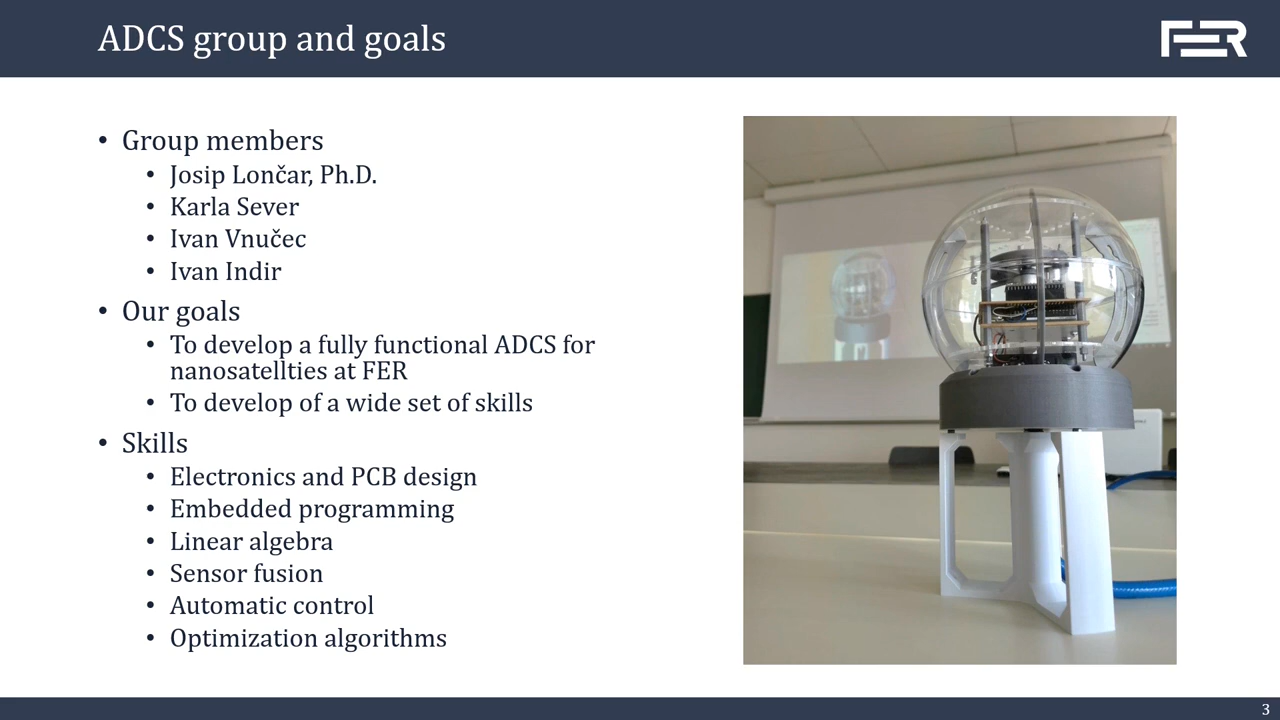 ADCS group and goals
FER
• Group members
• Josip Lončar, Ph.D.
• Karla Sever
• Ivan Vnučec
• Ivan Indir
• Our goals
• To develop a fully functional ADCS for
nanosatellties at FER
• To develop of a wide set of skills
• Skills
• Electronics and PCB design
• Embedded programming
• Linear algebra
• Sensor fusion
• Automatic control
• Optimization algorithms
3